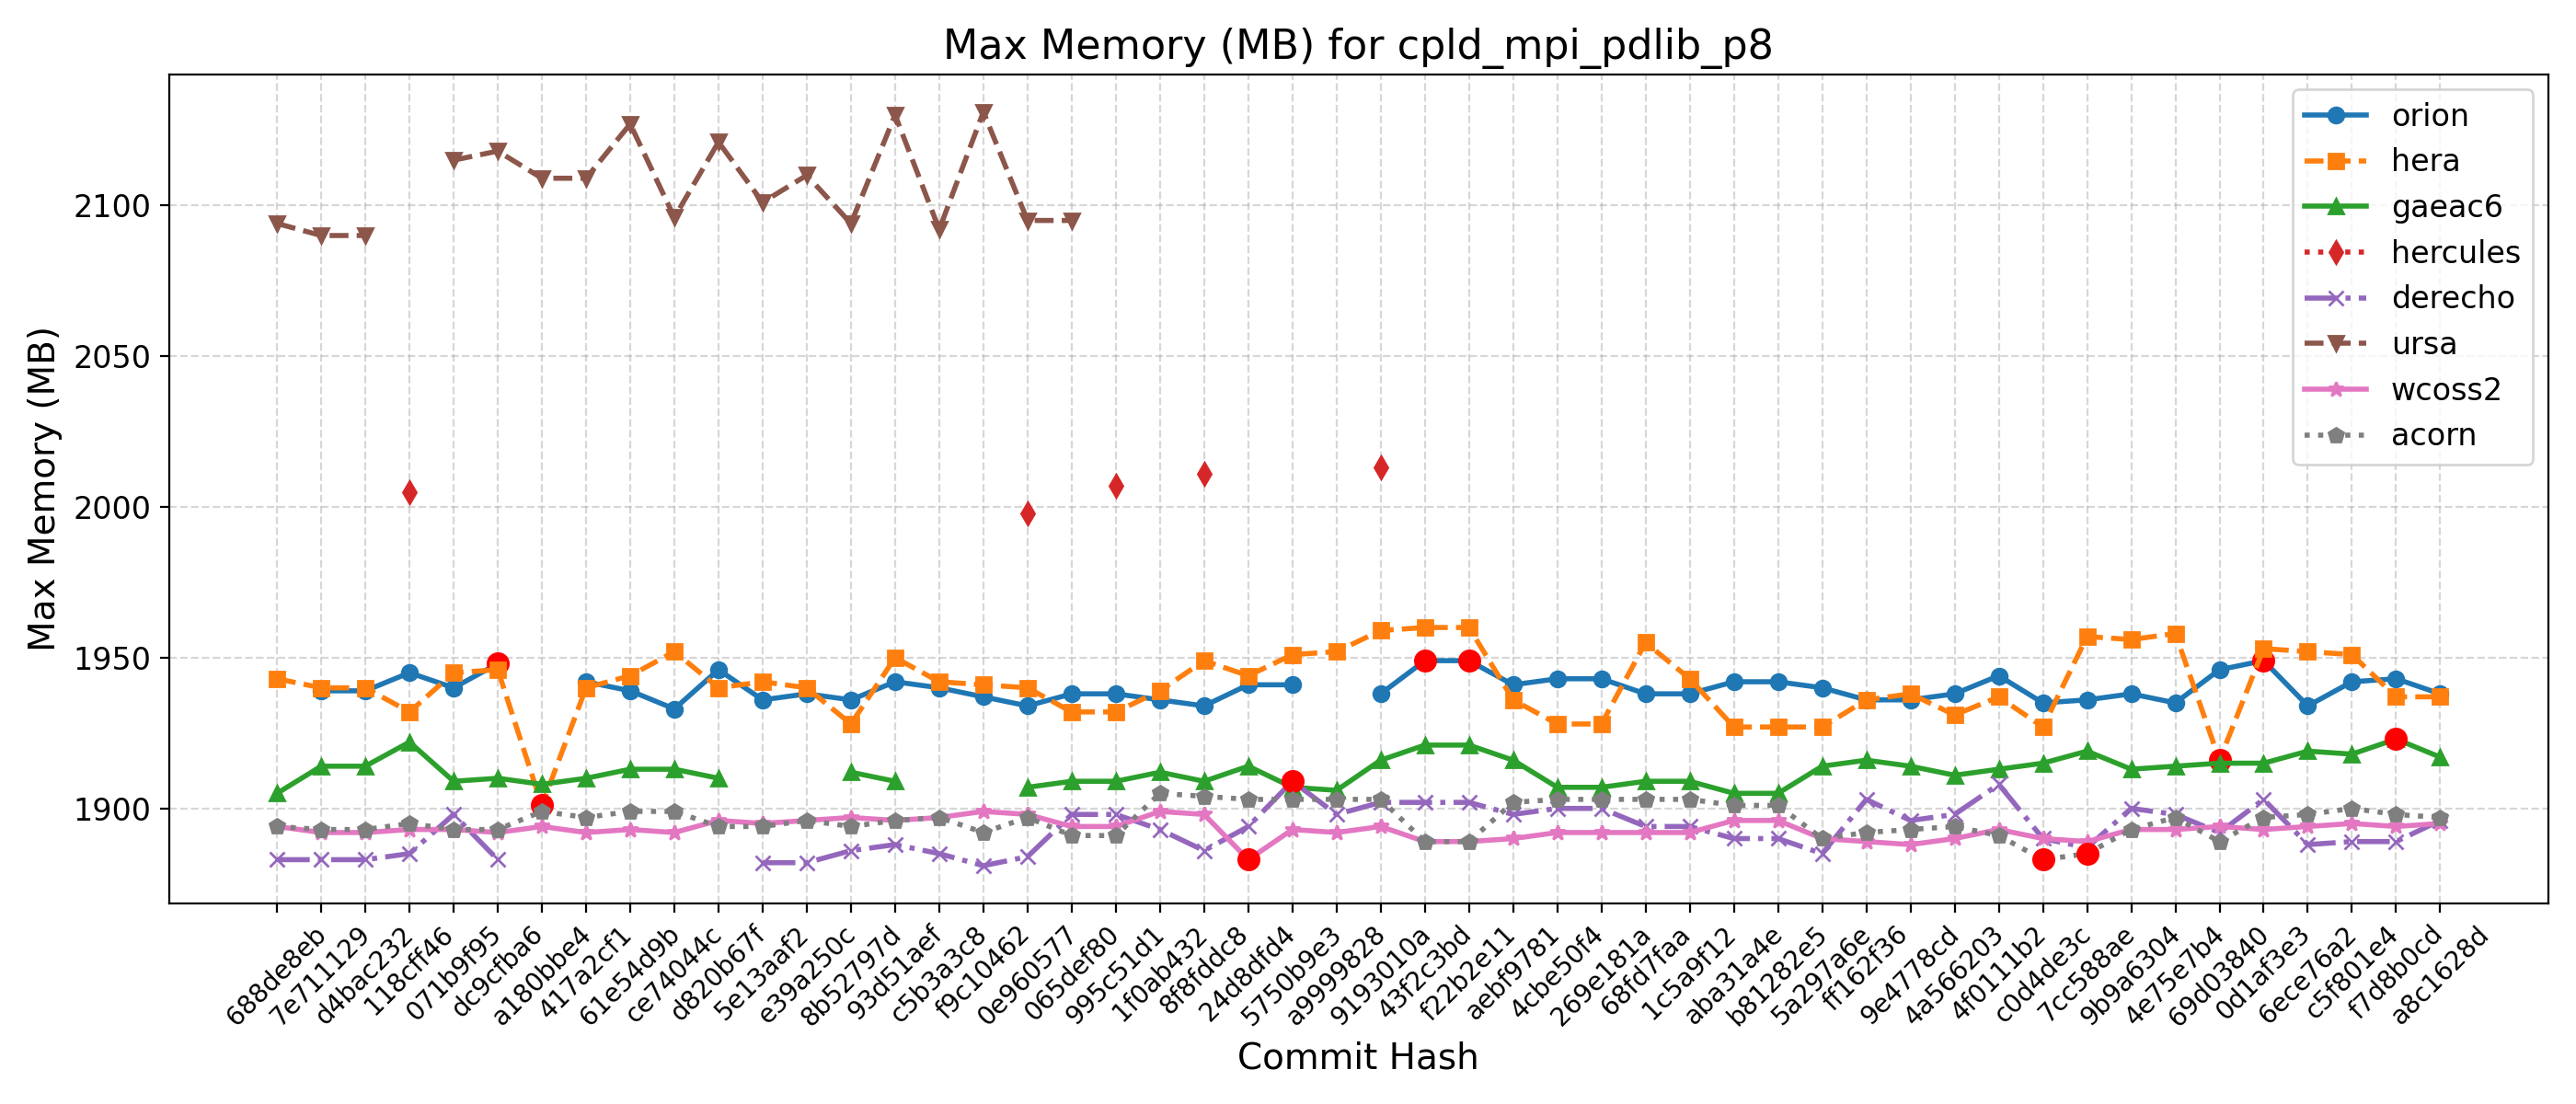 Max Memory (MB) for cpld_mpi_pdlib_p8
Max Memory (MB)
2100
2050
2000
1950
1900
orion
hera
gaeac6
hercules
derecho
ursa
wcoss2
acorn
688de8eb
7e711129
d4bac232
118cff46
071b9f95
dc9cfba6
a180bbe4
417a2cf1
61e54d9b
ce74044c
d820b67f
5e13aaf2
e39a250c
8b52797d
93d51aef
c5b3a3c8
f9c10462
0e960577
065def80
995c51d1
1f0ab432
8f8fddc8
24d8dfd4
5750b9e3
a9999828
9193010a
43f2c3bd
f22b2e11
aebf9781
4cbe50f4
269e181a
68fd7faa
1c5a9f12
aba31a4e
b81282e5
5a297a6e
ff162f36
9e4778cd
4a566203
4f0111b2
c0d4de3c
7cc588ae
9b9a6304
4e75e7b4
69d03840
0d1af3e3
6ece76a2
c5f801e4
f7d8b0cd
a8c1628d
Commit Hash